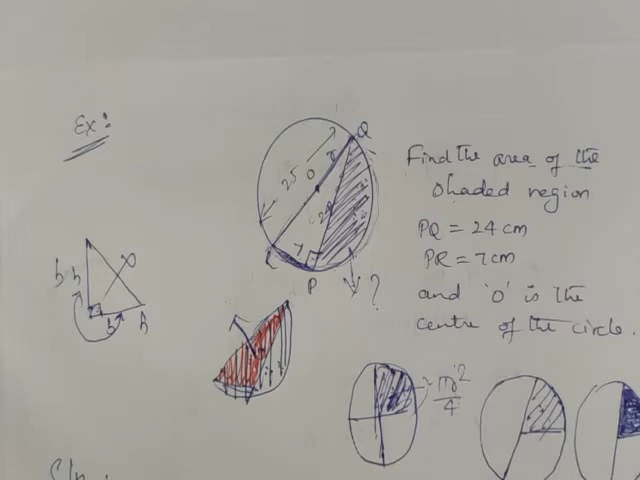 Ex:
Q
25
O
24
7
P
?
Find the area of the
shaded region
PQ = 24 cm
PR = 7 cm
and 'O' is the
centre of the circle.
h
b
πr²
4